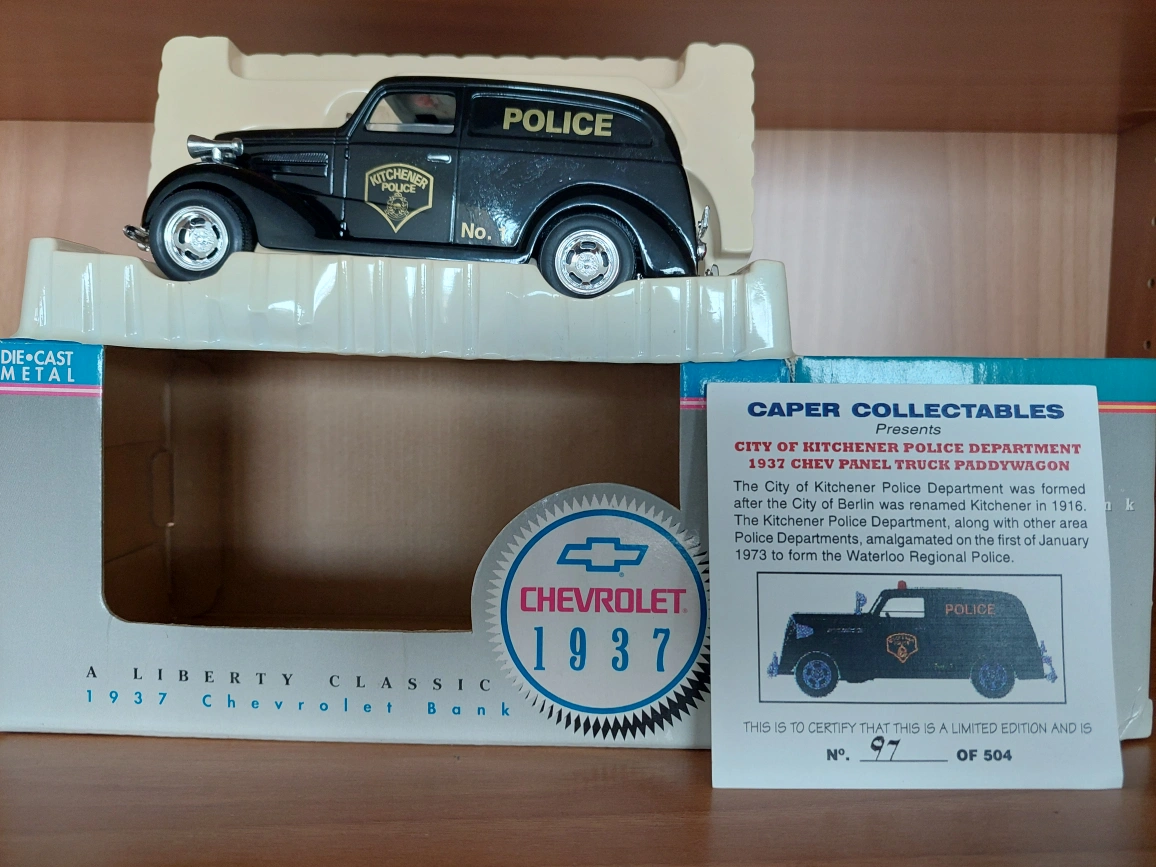 POLICE
KITCHENER
POLICE
No.
DIE•CAST
METAL
CHEVROLET
1937
A LIBERTY CLASSIC
1937 Chevrolet Bank
CAPER COLLECTABLES
Presents
CITY OF KITCHENER POLICE DEPARTMENT
1937 CHEV PANEL TRUCK PADDYWAGON
The City of Kitchener Police Department was formed
after the City of Berlin was renamed Kitchener in 1916.
The Kitchener Police Department, along with other area
Police Departments, amalgamated on the first of January
1973 to form the Waterloo Regional Police.
POLICE
THIS IS TO CERTIFY THAT THIS IS A LIMITED EDITION AND IS
Nº. 97 OF 504